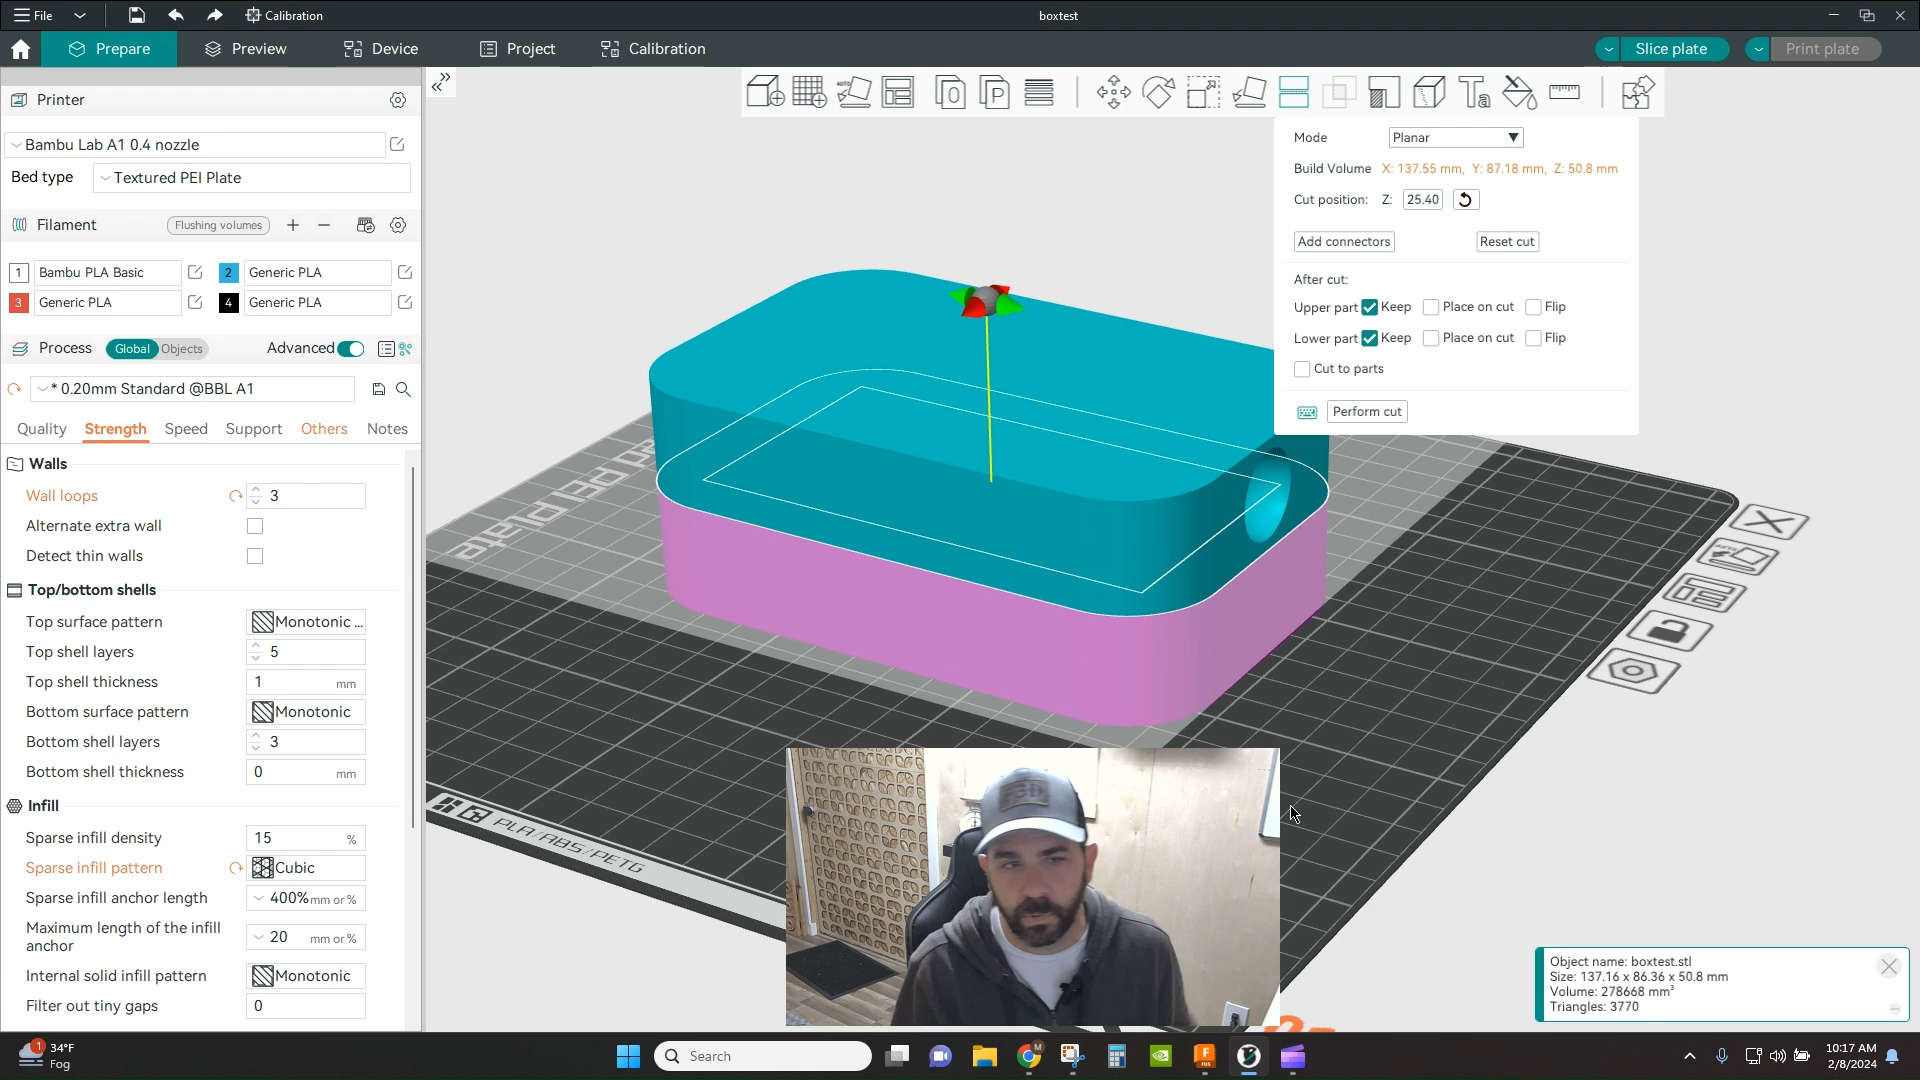 File
Calibration
boxtest
Prepare
Preview
Device
Project
Calibration
Slice plate
Print plate
Printer
Bambu Lab A1 0.4 nozzle
Bed type
Textured PEI Plate
Filament
Flushing volumes
1 Bambu PLA Basic
2 Generic PLA
3 Generic PLA
4 Generic PLA
Process
Global
Objects
Advanced
* 0.20mm Standard @BBL A1
Quality
Strength
Speed
Support
Others
Notes
Walls
Wall loops 3
Alternate extra wall
Detect thin walls
Top/bottom shells
Top surface pattern Monotonic ...
Top shell layers 5
Top shell thickness 1 mm
Bottom surface pattern Monotonic
Bottom shell layers 3
Bottom shell thickness 0 mm
Infill
Sparse infill density 15 %
Sparse infill pattern Cubic
Sparse infill anchor length 400% mm or %
Maximum length of the infill
anchor 20 mm or %
Internal solid infill pattern Monotonic
Filter out tiny gaps 0
AUTO
Mode Planar
Build Volume X: 137.55 mm, Y: 87.18 mm, Z: 50.8 mm
Cut position: Z: 25.40
Add connectors
Reset cut
After cut:
Upper part Keep Place on cut Flip
Lower part Keep Place on cut Flip
Cut to parts
Perform cut
ed PEI Plate
PLA/ABS/PETG
AUTO
3D
Object name: boxtest.stl
Size: 137.16 x 86.36 x 50.8 mm
Volume: 278668 mm³
Triangles: 3770
1
34°F
Fog
Search
M
FUS
10:17 AM
2/8/2024